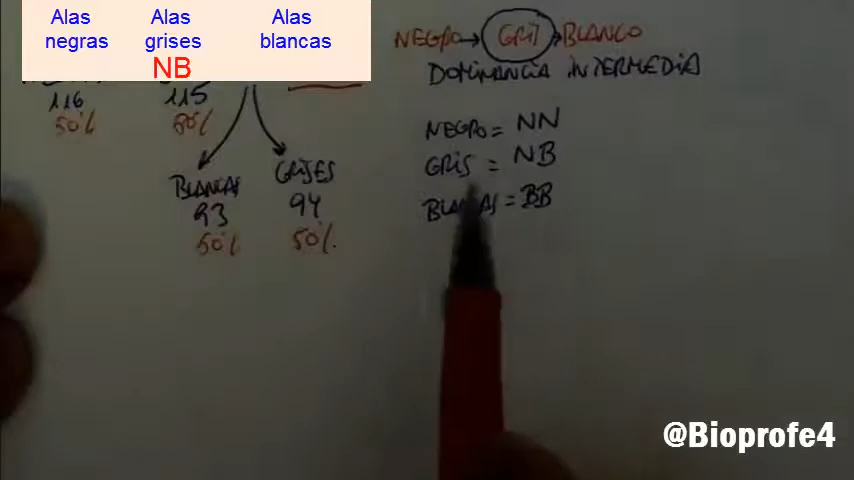 Alas negras
Alas grises
Alas blancas
NB
116
50%
115
50%
BLANCAS
93
50%
GRISES
94
50%.
NEGRO→ GRIS →BLANCO
DOMINANCIA INTERMEDIA
NEGRO = NN
GRIS = NB
BLANCAS = BB
@Bioprofe4